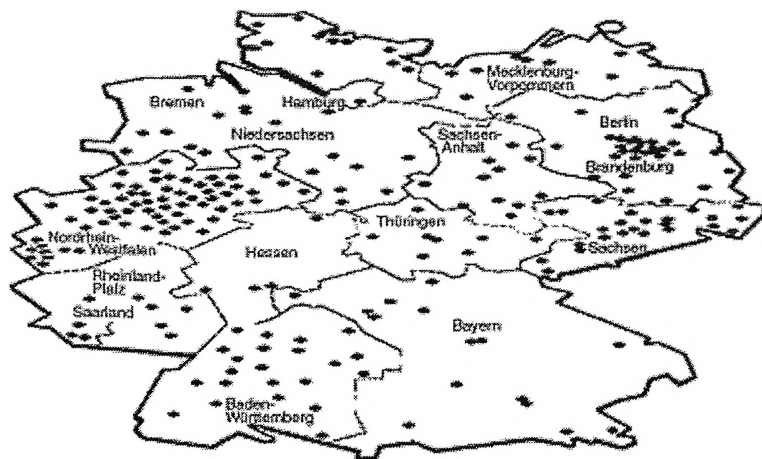 Mecklenburg-
Vorpommern
Bremen
Hamburg
Niedersachsen
Sachsen-
Anhalt
Berlin
Brandenburg
Nordrhein-
Westfalen
Thüringen
Hessen
Sachsen
Rheinland-
Pfalz
Saarland
Bayern
Baden-
Württemberg